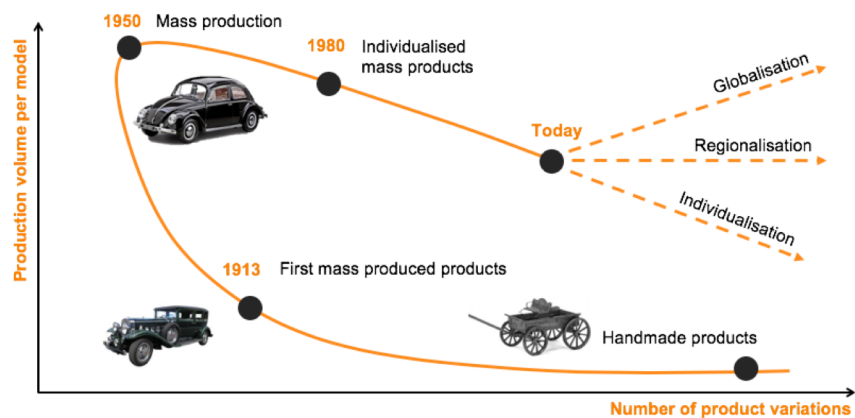 1950 Mass production
1980 Individualised
mass products
Globalisation
Today
Regionalisation
Individualisation
1913 First mass produced products
Handmade products
Production volume per model
Number of product variations